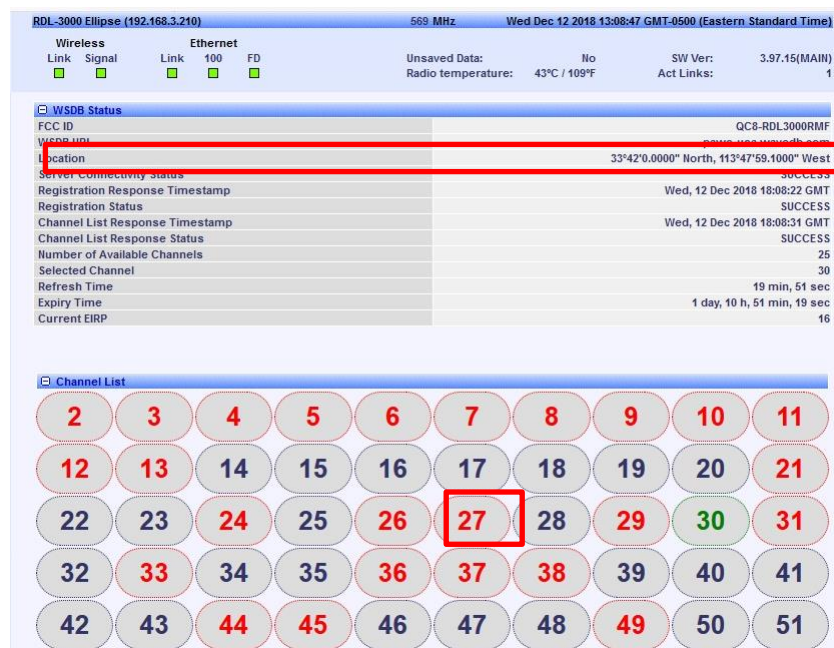 RDL-3000 Ellipse (192.168.3.210) 569 MHz Wed Dec 12 2018 13:08:47 GMT-0500 (Eastern Standard Time)
Wireless Ethernet
Link Signal Link 100 FD Unsaved Data: No SW Ver: 3.97.15(MAIN)
Radio temperature: 43°C / 109°F Act Links: 1
WSDB Status
FCC ID QC8-RDL3000RMF
WSDB URL
Location 33°42'0.0000" North, 113°47'59.1000" West
Server Connectivity Status SUCCESS
Registration Response Timestamp Wed, 12 Dec 2018 18:08:22 GMT
Registration Status SUCCESS
Channel List Response Timestamp Wed, 12 Dec 2018 18:08:31 GMT
Channel List Response Status SUCCESS
Number of Available Channels 25
Selected Channel 30
Refresh Time 19 min, 51 sec
Expiry Time 1 day, 10 h, 51 min, 19 sec
Current EIRP 16
Channel List
2 3 4 5 6 7 8 9 10 11
12 13 14 15 16 17 18 19 20 21
22 23 24 25 26 27 28 29 30 31
32 33 34 35 36 37 38 39 40 41
42 43 44 45 46 47 48 49 50 51